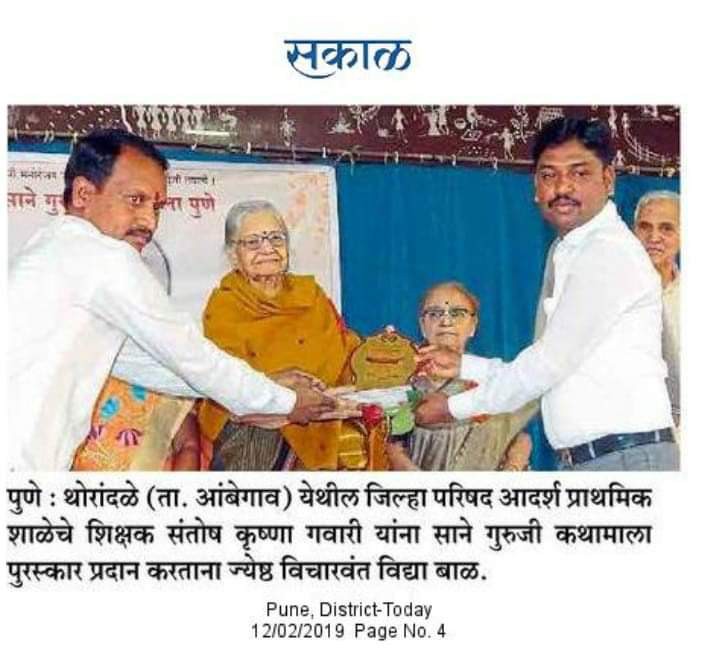 सकाळ
साने गुरु
ला पुणे
पुणे : थोरांदळे (ता. आंबेगाव) येथील जिल्हा परिषद आदर्श प्राथमिक
शाळेचे शिक्षक संतोष कृष्णा गवारी यांना साने गुरुजी कथामाला
पुरस्कार प्रदान करताना ज्येष्ठ विचारवंत विद्या बाळ.
Pune, District-Today
12/02/2019 Page No. 4